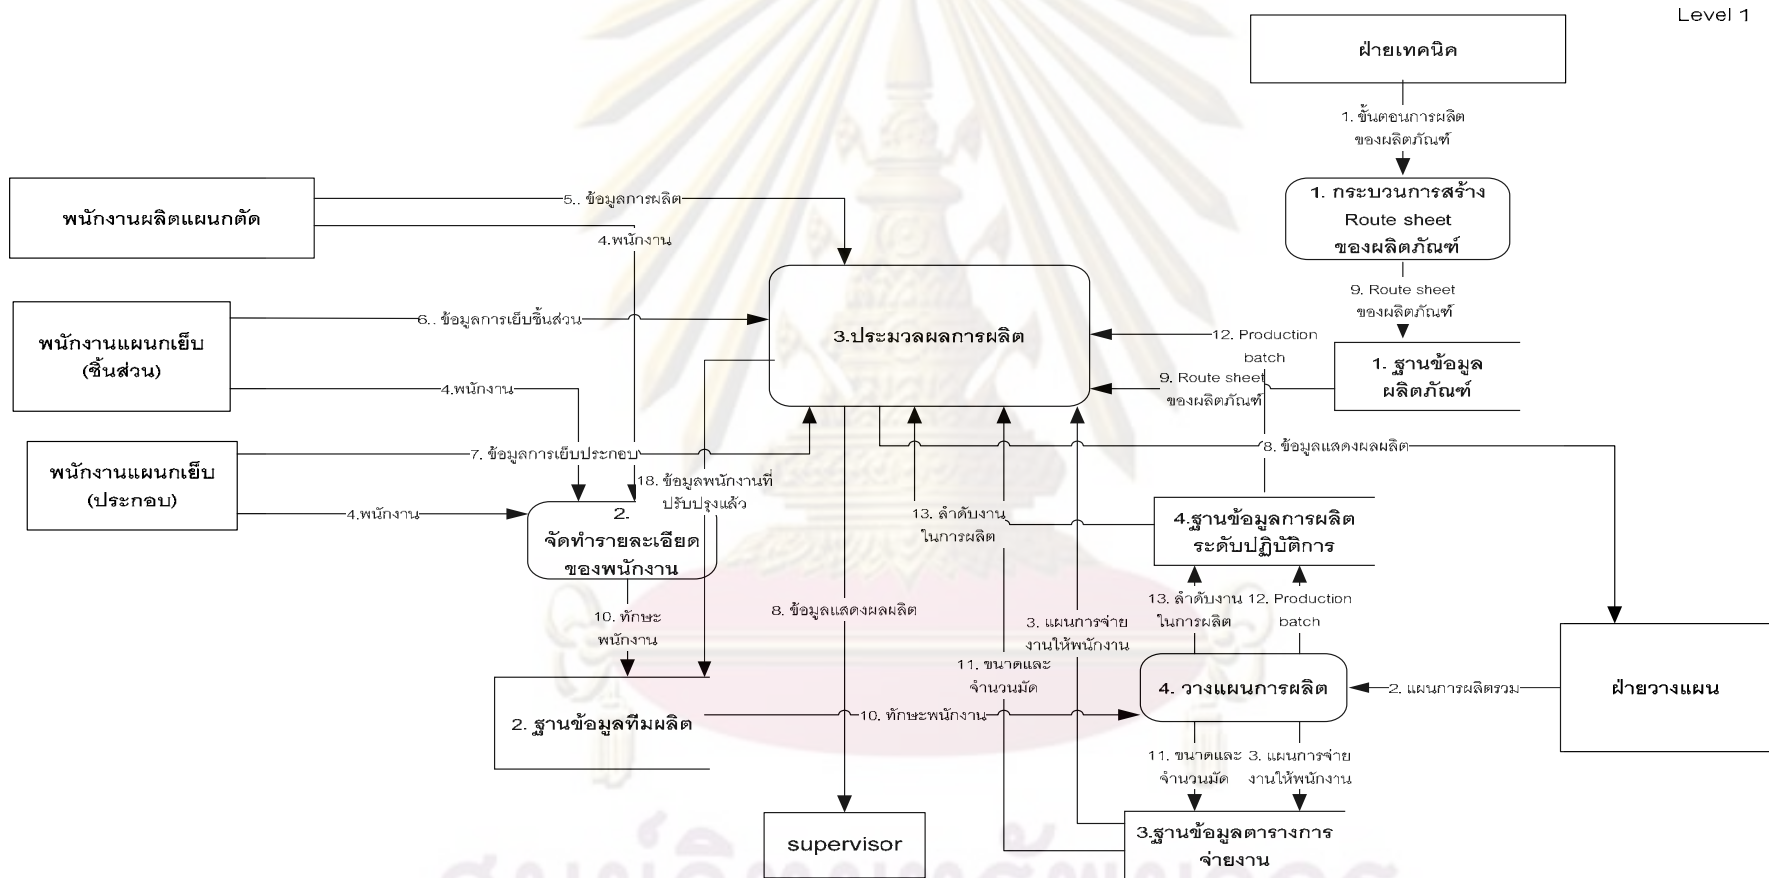 Level 1
ฝ่ายเทคนิค
1. ขั้นตอนการผลิต
ของผลิตภัณฑ์
1. กระบวนการสร้าง
Route sheet
ของผลิตภัณฑ์
9. Route sheet
ของผลิตภัณฑ์
1. ฐานข้อมูล
ผลิตภัณฑ์
พนักงานผลิตแผนกตัด
5.. ข้อมูลการผลิต
4.พนักงาน
พนักงานแผนกเย็บ
(ชิ้นส่วน)
6.. ข้อมูลการเย็บชิ้นส่วน
4.พนักงาน
3.ประมวลผลการผลิต
12. Production
batch
9. Route sheet
ของผลิตภัณฑ์
พนักงานแผนกเย็บ
(ประกอบ)
7. ข้อมูลการเย็บประกอบ
4.พนักงาน
8. ข้อมูลแสดงผลผลิต
18. ข้อมูลพนักงานที่
ปรับปรุงแล้ว
2.
จัดทำรายละเอียด
ของพนักงาน
13. ลำดับงาน
ในการผลิต
4.ฐานข้อมูลการผลิต
ระดับปฏิบัติการ
10. ทักษะ
พนักงาน
8. ข้อมูลแสดงผลผลิต
3. แผนการจ่าย
งานให้พนักงาน
13. ลำดับงาน
ในการผลิต
12. Production
batch
11. ขนาดและ
จำนวนมัด
4. วางแผนการผลิต
2. แผนการผลิตรวม
ฝ่ายวางแผน
2. ฐานข้อมูลทีมผลิต
10. ทักษะพนักงาน
11. ขนาดและ
จำนวนมัด
3. แผนการจ่าย
งานให้พนักงาน
supervisor
3.ฐานข้อมูลตารางการ
จ่ายงาน